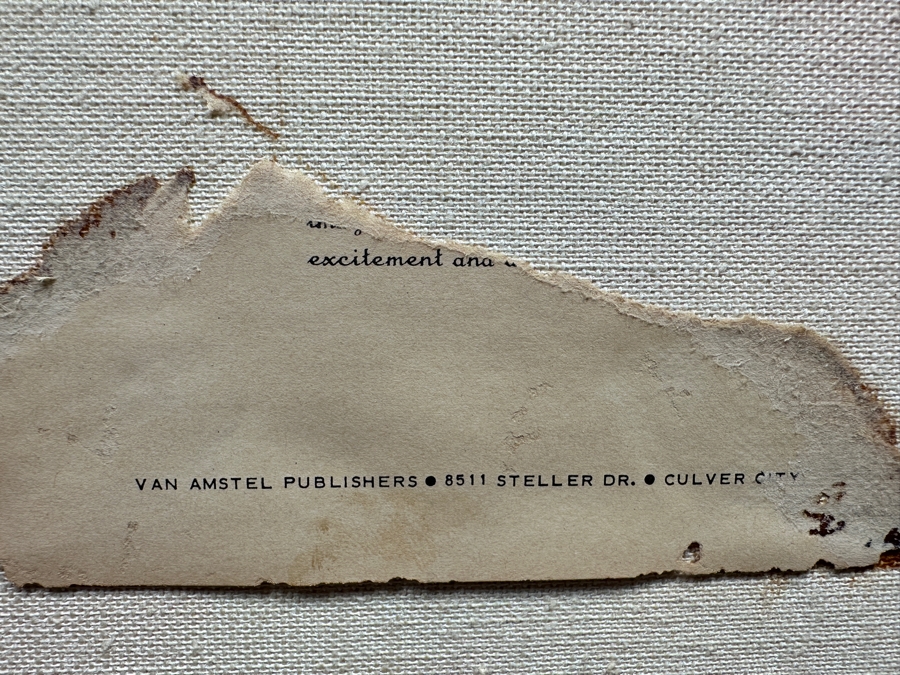 excitement and
VAN AMSTEL PUBLISHERS ● 8511 STELLER DR. ● CULVER CITY